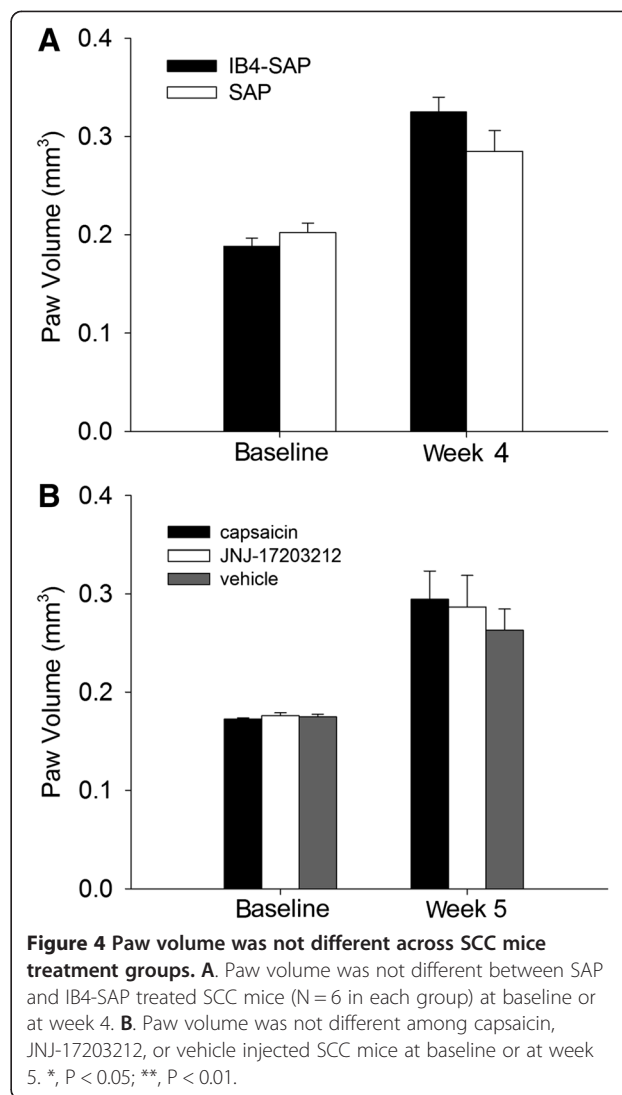 A
0.4
IB4-SAP
SAP
0.3
0.2
0.1
0.0
Paw Volume (mm³)
Baseline Week 4
B
0.4
capsaicin
JNJ-17203212
vehicle
0.3
0.2
0.1
0.0
Paw Volume (mm³)
Baseline Week 5
Figure 4 Paw volume was not different across SCC mice
treatment groups. A. Paw volume was not different between SAP
and IB4-SAP treated SCC mice (N = 6 in each group) at baseline or
at week 4. B. Paw volume was not different among capsaicin,
JNJ-17203212, or vehicle injected SCC mice at baseline or at week
5. *, P < 0.05; **, P < 0.01.